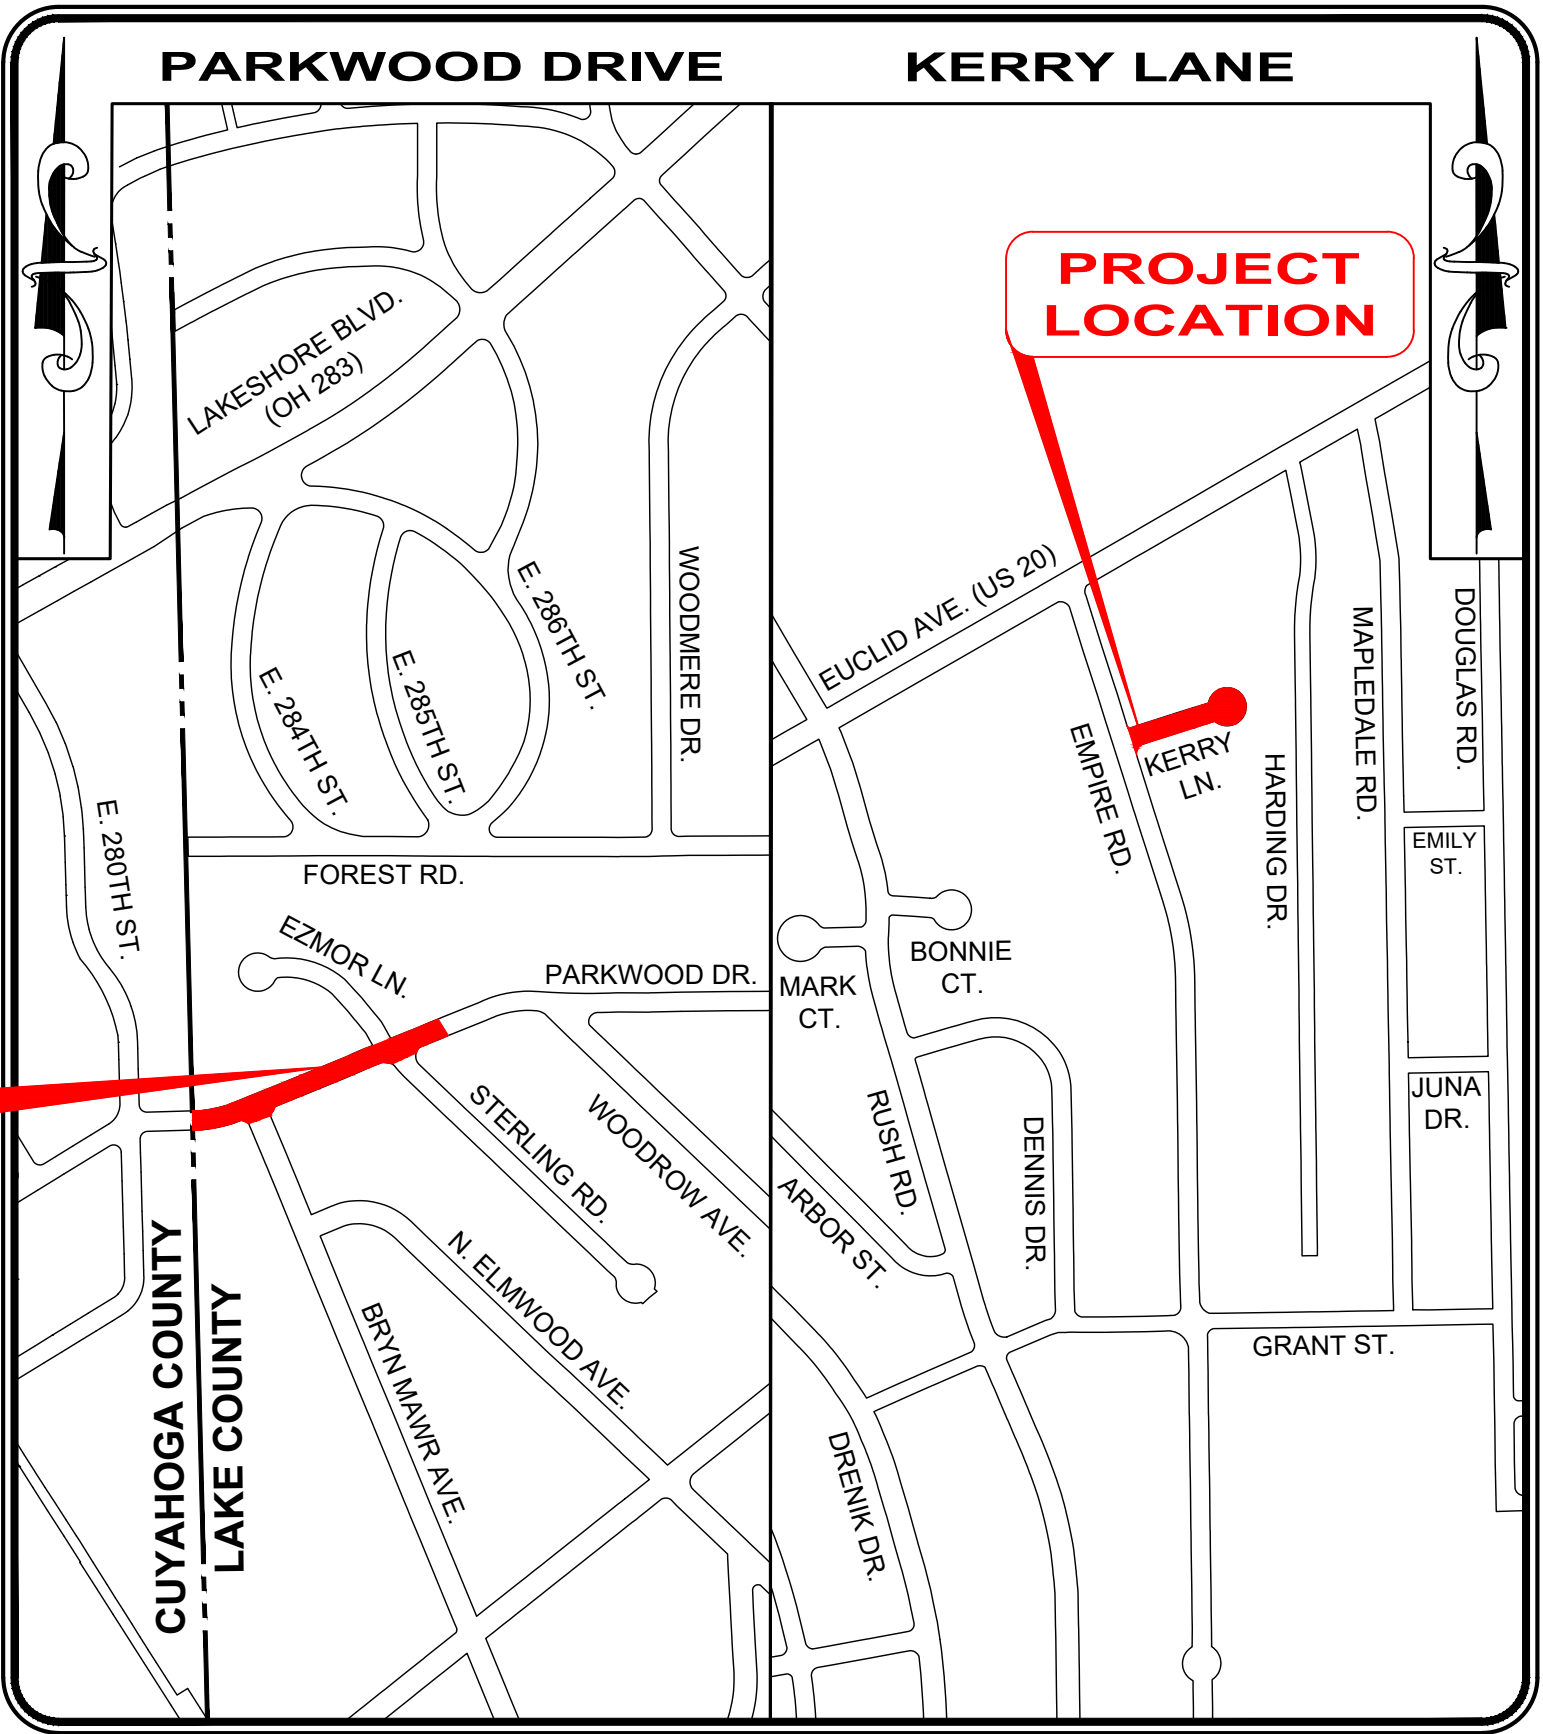 PARKWOOD DRIVE
KERRY LANE
PROJECT
LOCATION
LAKESHORE BLVD.
(OH 283)
E. 286TH ST.
WOODMERE DR.
E. 284TH ST.
E. 285TH ST.
E. 280TH ST.
FOREST RD.
EZMOR LN.
PARKWOOD DR.
STERLING RD.
WOODROW AVE.
N. ELMWOOD AVE.
BRYN MAWR AVE.
CUYAHOGA COUNTY
LAKE COUNTY
EUCLID AVE. (US 20)
KERRY
LN.
EMPIRE RD.
HARDING DR.
MAPLEDALE RD.
DOUGLAS RD.
EMILY
ST.
BONNIE
CT.
MARK
CT.
JUNA
DR.
RUSH RD.
DENNIS DR.
ARBOR ST.
GRANT ST.
DRENIK DR.